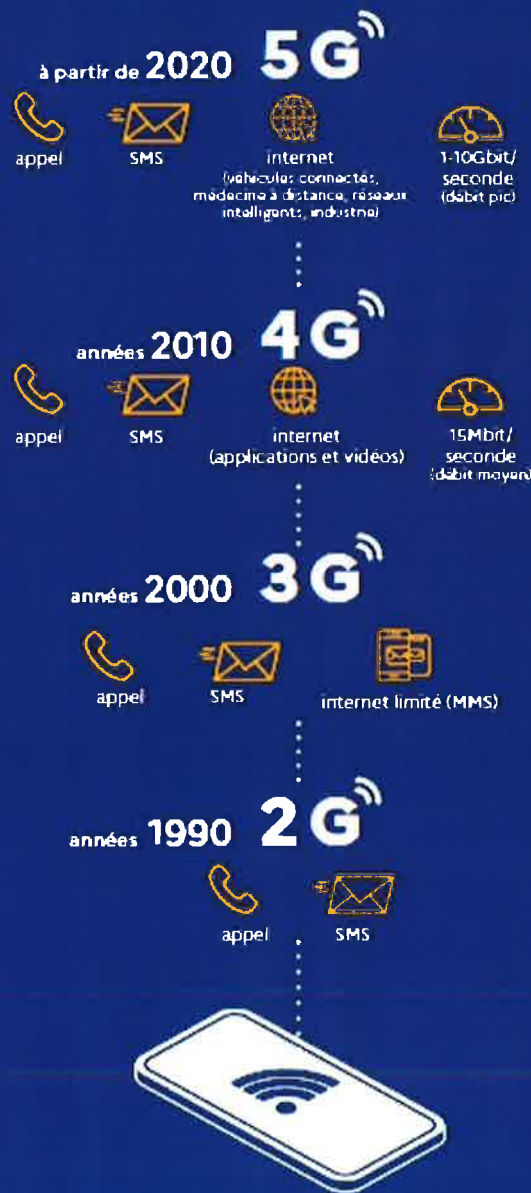 à partir de 2020 5G
appel
SMS
internet
(véhicules connectés,
médecine à distance, réseaux
intelligents, industrie)
1-10Gbit/
seconde
(débit pic)
années 2010 4G
appel
SMS
internet
(applications et vidéos)
15Mbit/
seconde
(débit moyen)
années 2000 3G
appel
SMS
internet limité (MMS)
années 1990 2G
appel
SMS